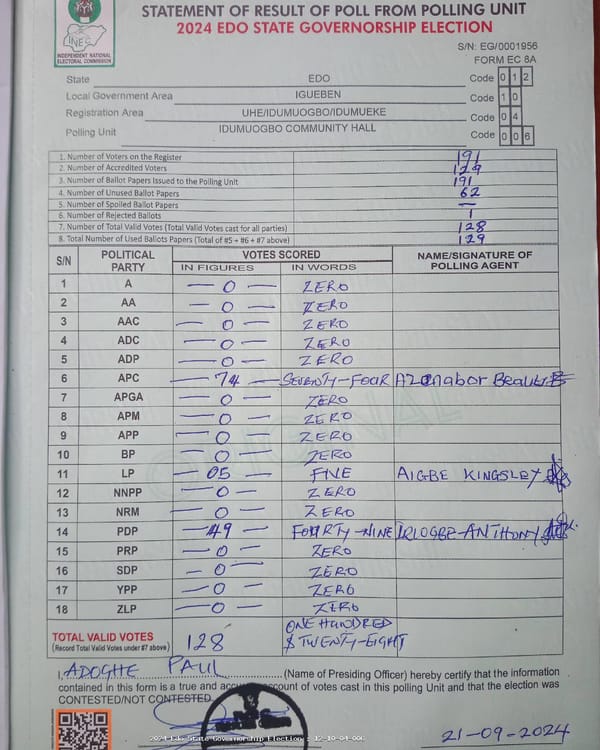 STATEMENT OF RESULT OF POLL FROM POLLING UNIT
2024 EDO STATE GOVERNORSHIP ELECTION
INEC
INDEPENDENT NATIONAL
ELECTORAL COMMISSION
S/N: EG/0001956
FORM EC 8A
State EDO Code 0 1 2
Local Government Area IGUEBEN Code 1 0
Registration Area UHE/IDUMUOGBO/IDUMUEKE Code 0 4
Polling Unit IDUMUOGBO COMMUNITY HALL Code 0 0 6
1. Number of Voters on the Register 191
2. Number of Accredited Voters 129
3. Number of Ballot Papers Issued to the Polling Unit 191
4. Number of Unused Ballot Papers 62
5. Number of Spoiled Ballot Papers —
6. Number of Rejected Ballots 1
7. Number of Total Valid Votes (Total Valid Votes cast for all parties) 128
8. Total Number of Used Ballots Papers (Total of #5 + #6 + #7 above) 129
S/N POLITICAL PARTY VOTES SCORED NAME/SIGNATURE OF POLLING AGENT
IN FIGURES IN WORDS
1 A — 0 — ZERO
2 AA — 0 — ZERO
3 AAC — 0 — ZERO
4 ADC — 0 — ZERO
5 ADP — 0 — ZERO
6 APC — 74 — SEVENTY-FOUR Azenabor Beauty
7 APGA — 0 — ZERO
8 APM — 0 — ZERO
9 APP — 0 — ZERO
10 BP — 0 — ZERO
11 LP — 05 — FIVE AIGBE KINGSLEY
12 NNPP — 0 — ZERO
13 NRM — 0 — ZERO
14 PDP — 49 — FOURTY-NINE IRIOGBE ANTHONY
15 PRP — 0 — ZERO
16 SDP — 0 — ZERO
17 YPP — 0 — ZERO
18 ZLP — 0 — ZERO
TOTAL VALID VOTES 128 ONE HUNDRED
(Record Total Valid Votes under #7 above) & TWENTY-EIGHT
I, ADOGHE PAUL (Name of Presiding Officer) hereby certify that the information
contained in this form is a true and account of votes cast in this polling Unit and that the election was
CONTESTED/NOT CONTESTED.
2024 Edo State Governorship Election
21-09-2024